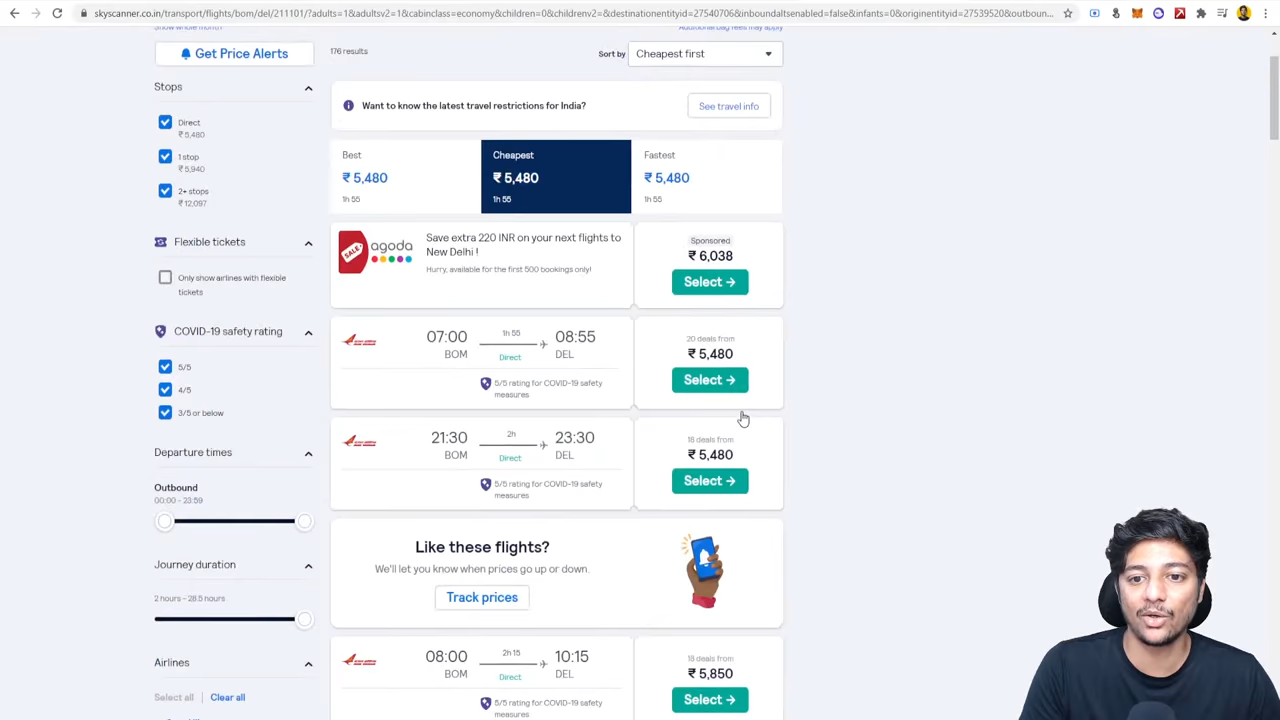 skyscanner.co.in/transport/flights/bom/del/211101/?adults=1&adultsv2=1&cabinclass=economy&children=0&childrenv2=&destinationentityid=27540706&inboundaltsenabled=false&infants=0&originentityid=27539520&outboun...
Show whole month
Additional bag fees may apply
Get Price Alerts
176 results
Sort by
Cheapest first
Stops
Direct
₹ 5,480
1 stop
₹ 5,940
2+ stops
₹ 12,097
Flexible tickets
Only show airlines with flexible
tickets
COVID-19 safety rating
5/5
4/5
3/5 or below
Departure times
Outbound
00:00 - 23:59
Journey duration
2 hours - 28.5 hours
Airlines
Select all | Clear all
Want to know the latest travel restrictions for India?
See travel info
Best
₹ 5,480
1h 55
Cheapest
₹ 5,480
1h 55
Fastest
₹ 5,480
1h 55
SALE
agoda
Save extra 220 INR on your next flights to
New Delhi !
Hurry, available for the first 500 bookings only!
Sponsored
₹ 6,038
Select →
07:00
BOM
1h 55
Direct
08:55
DEL
5/5 rating for COVID-19 safety
measures
20 deals from
₹ 5,480
Select →
21:30
BOM
2h
Direct
23:30
DEL
5/5 rating for COVID-19 safety
measures
18 deals from
₹ 5,480
Select →
Like these flights?
We'll let you know when prices go up or down.
Track prices
08:00
BOM
2h 15
Direct
10:15
DEL
5/5 rating for COVID-19 safety
measures
18 deals from
₹ 5,850
Select →